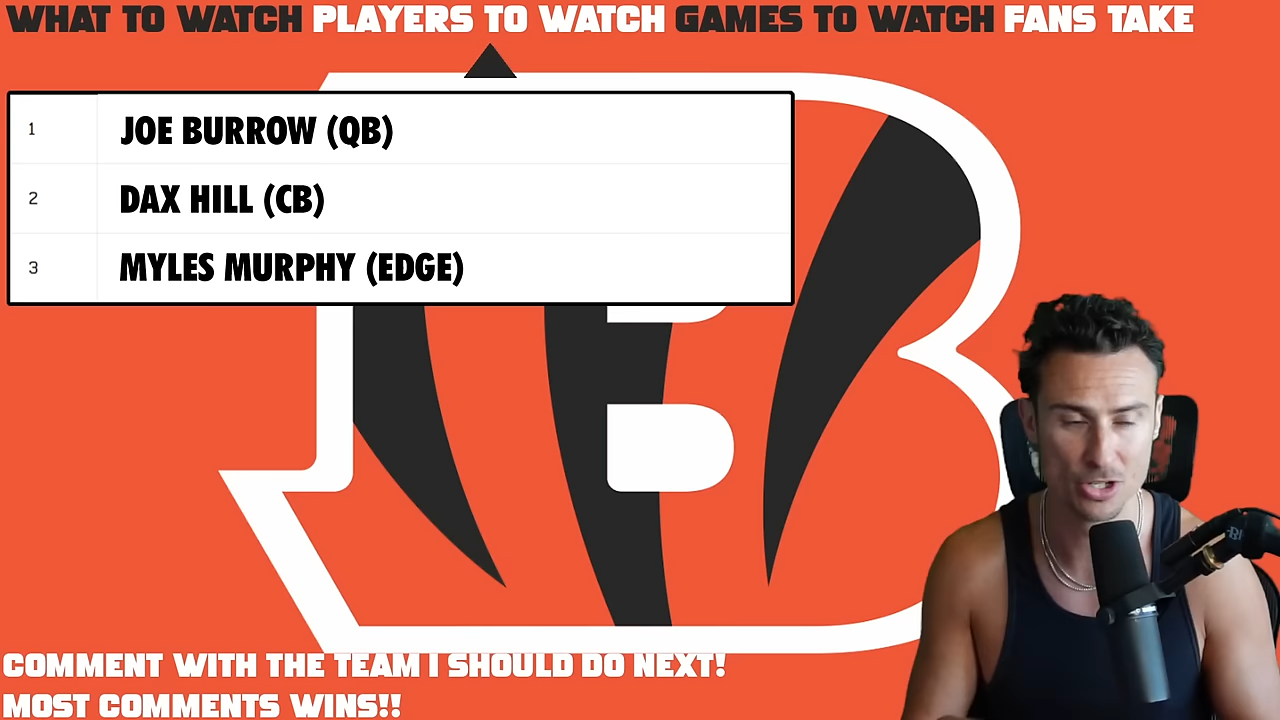 WHAT TO WATCH PLAYERS TO WATCH GAMES TO WATCH FANS TAKE
1 JOE BURROW (QB)
2 DAX HILL (CB)
3 MYLES MURPHY (EDGE)
COMMENT WITH THE TEAM I SHOULD DO NEXT!
MOST COMMENTS WINS!!